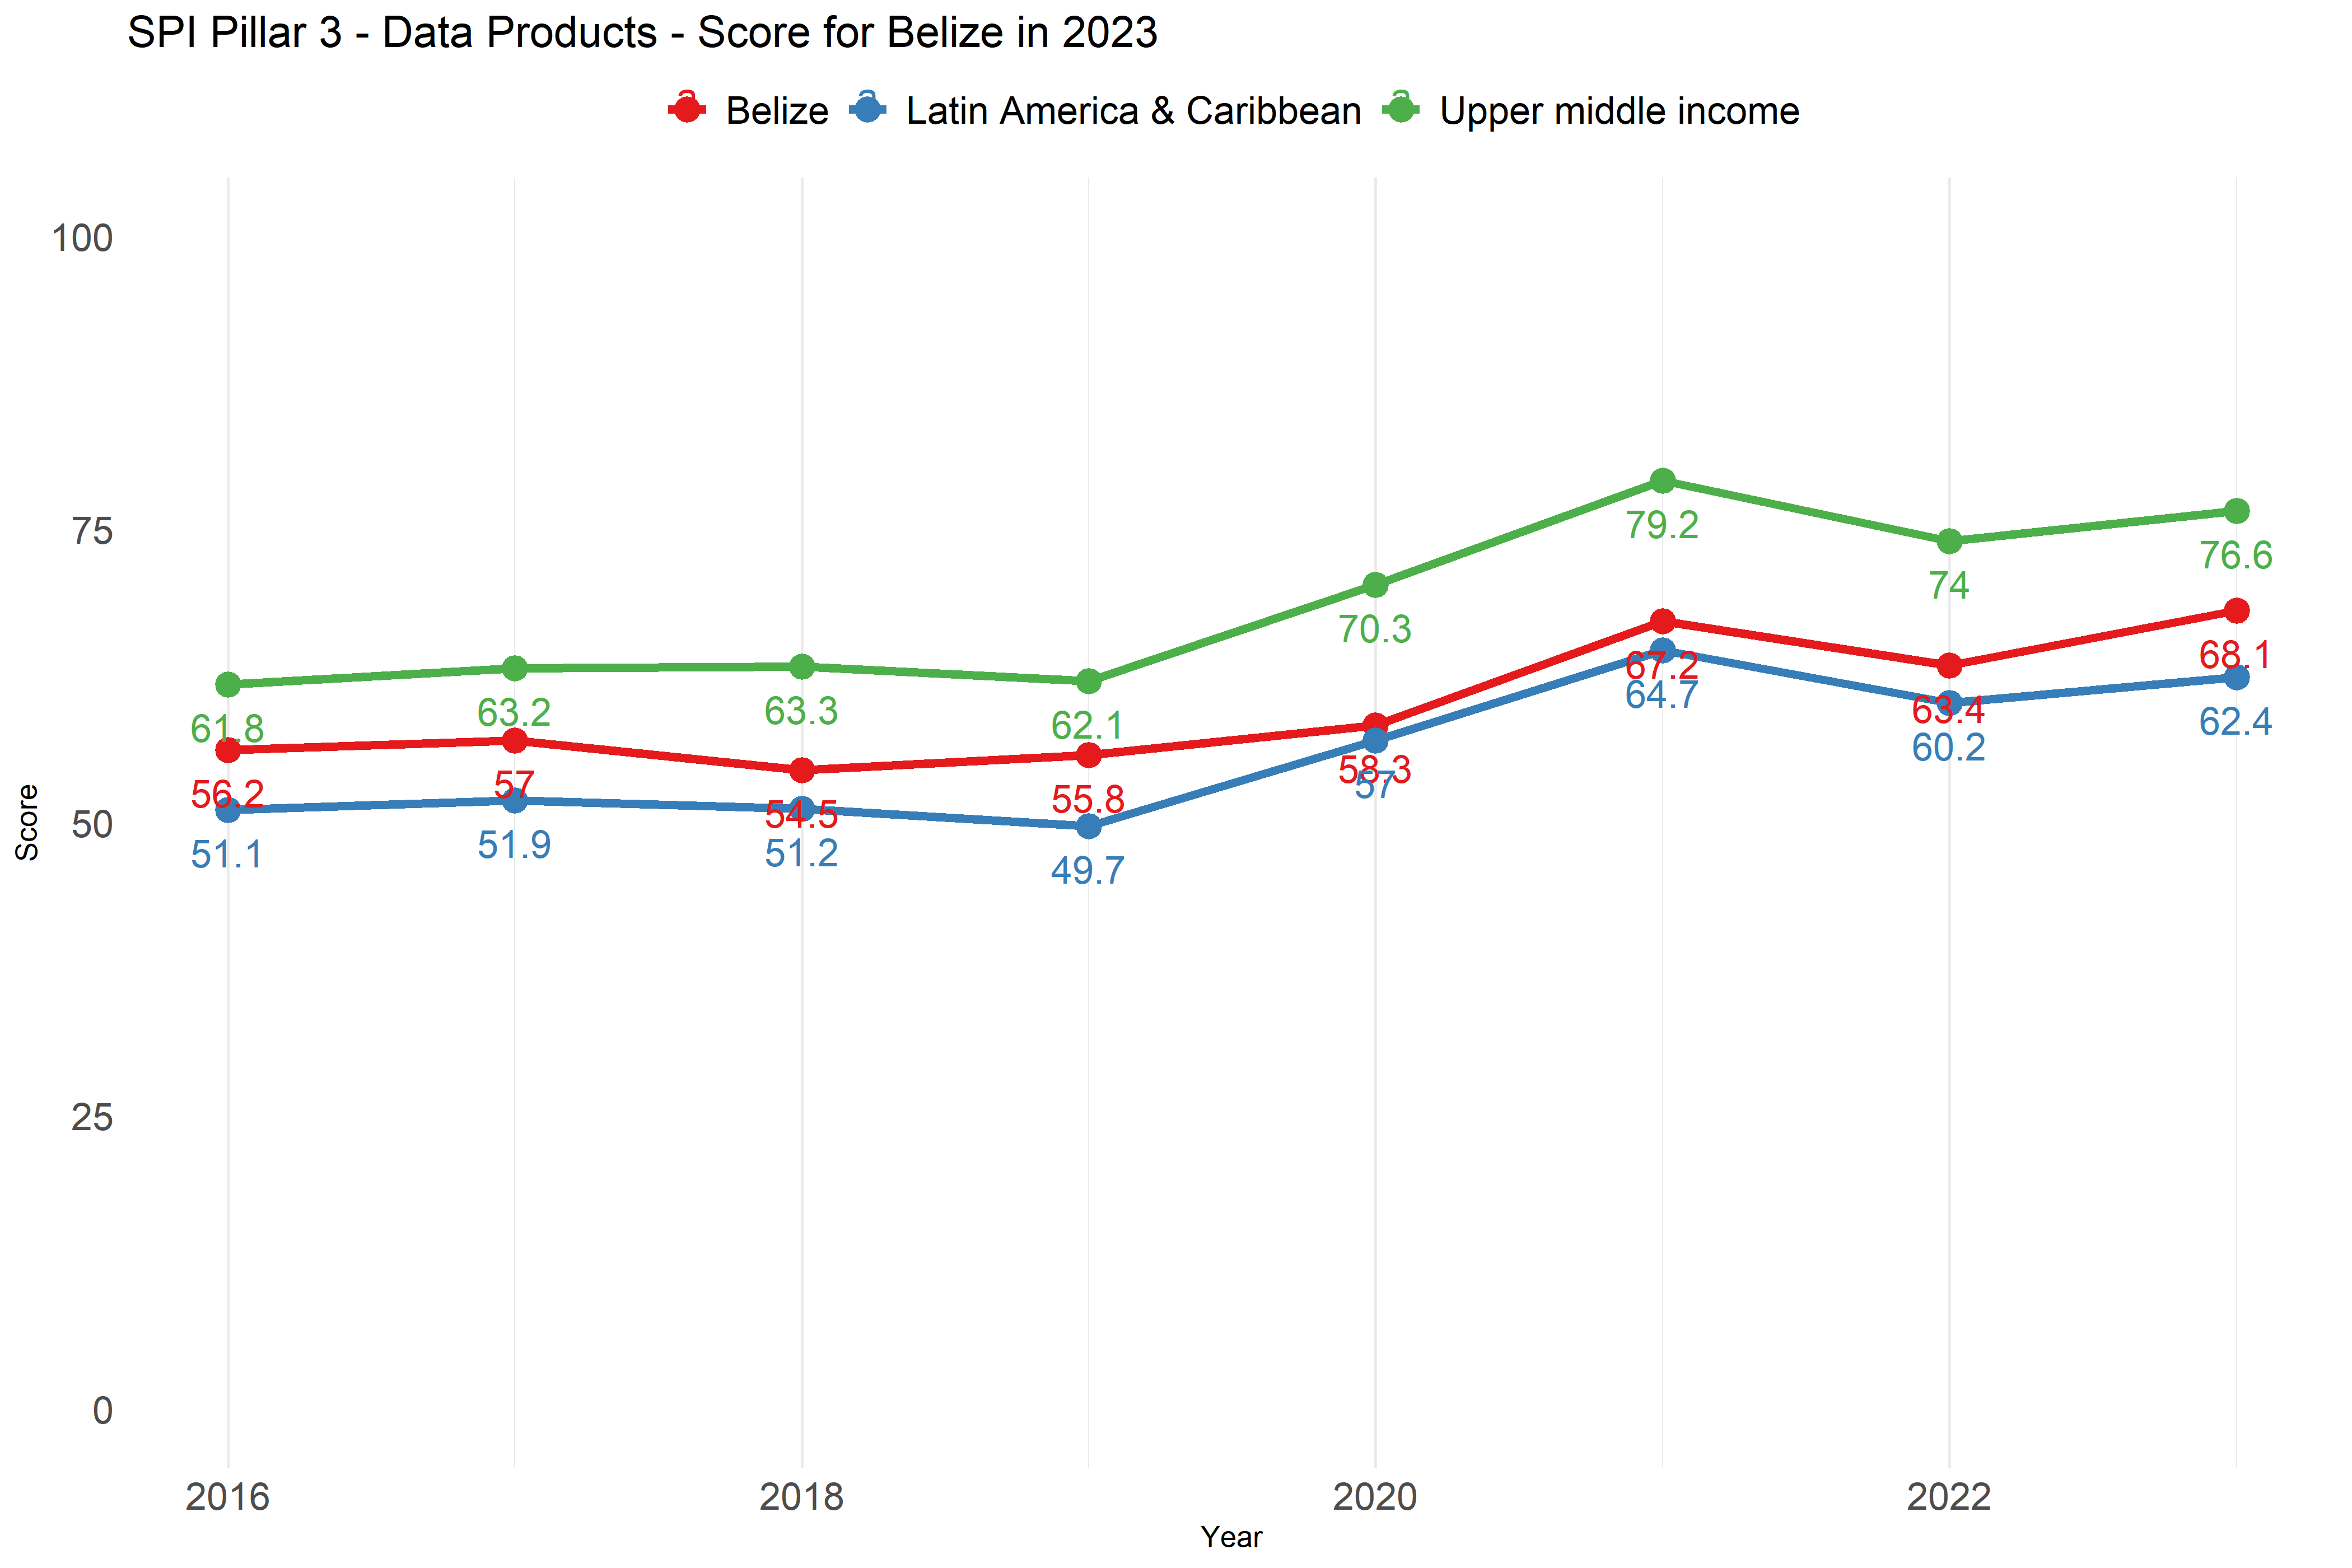 SPI Pillar 3 - Data Products - Score for Belize in 2023
Belize Latin America & Caribbean Upper middle income
100
75
50
25
0
Score
61.8 63.2 63.3 62.1 70.3 79.2 74 76.6
56.2 57 54.5 55.8 58.3 67.2 63.4 68.1
51.1 51.9 51.2 49.7 57 64.7 60.2 62.4
2016 2018 2020 2022
Year